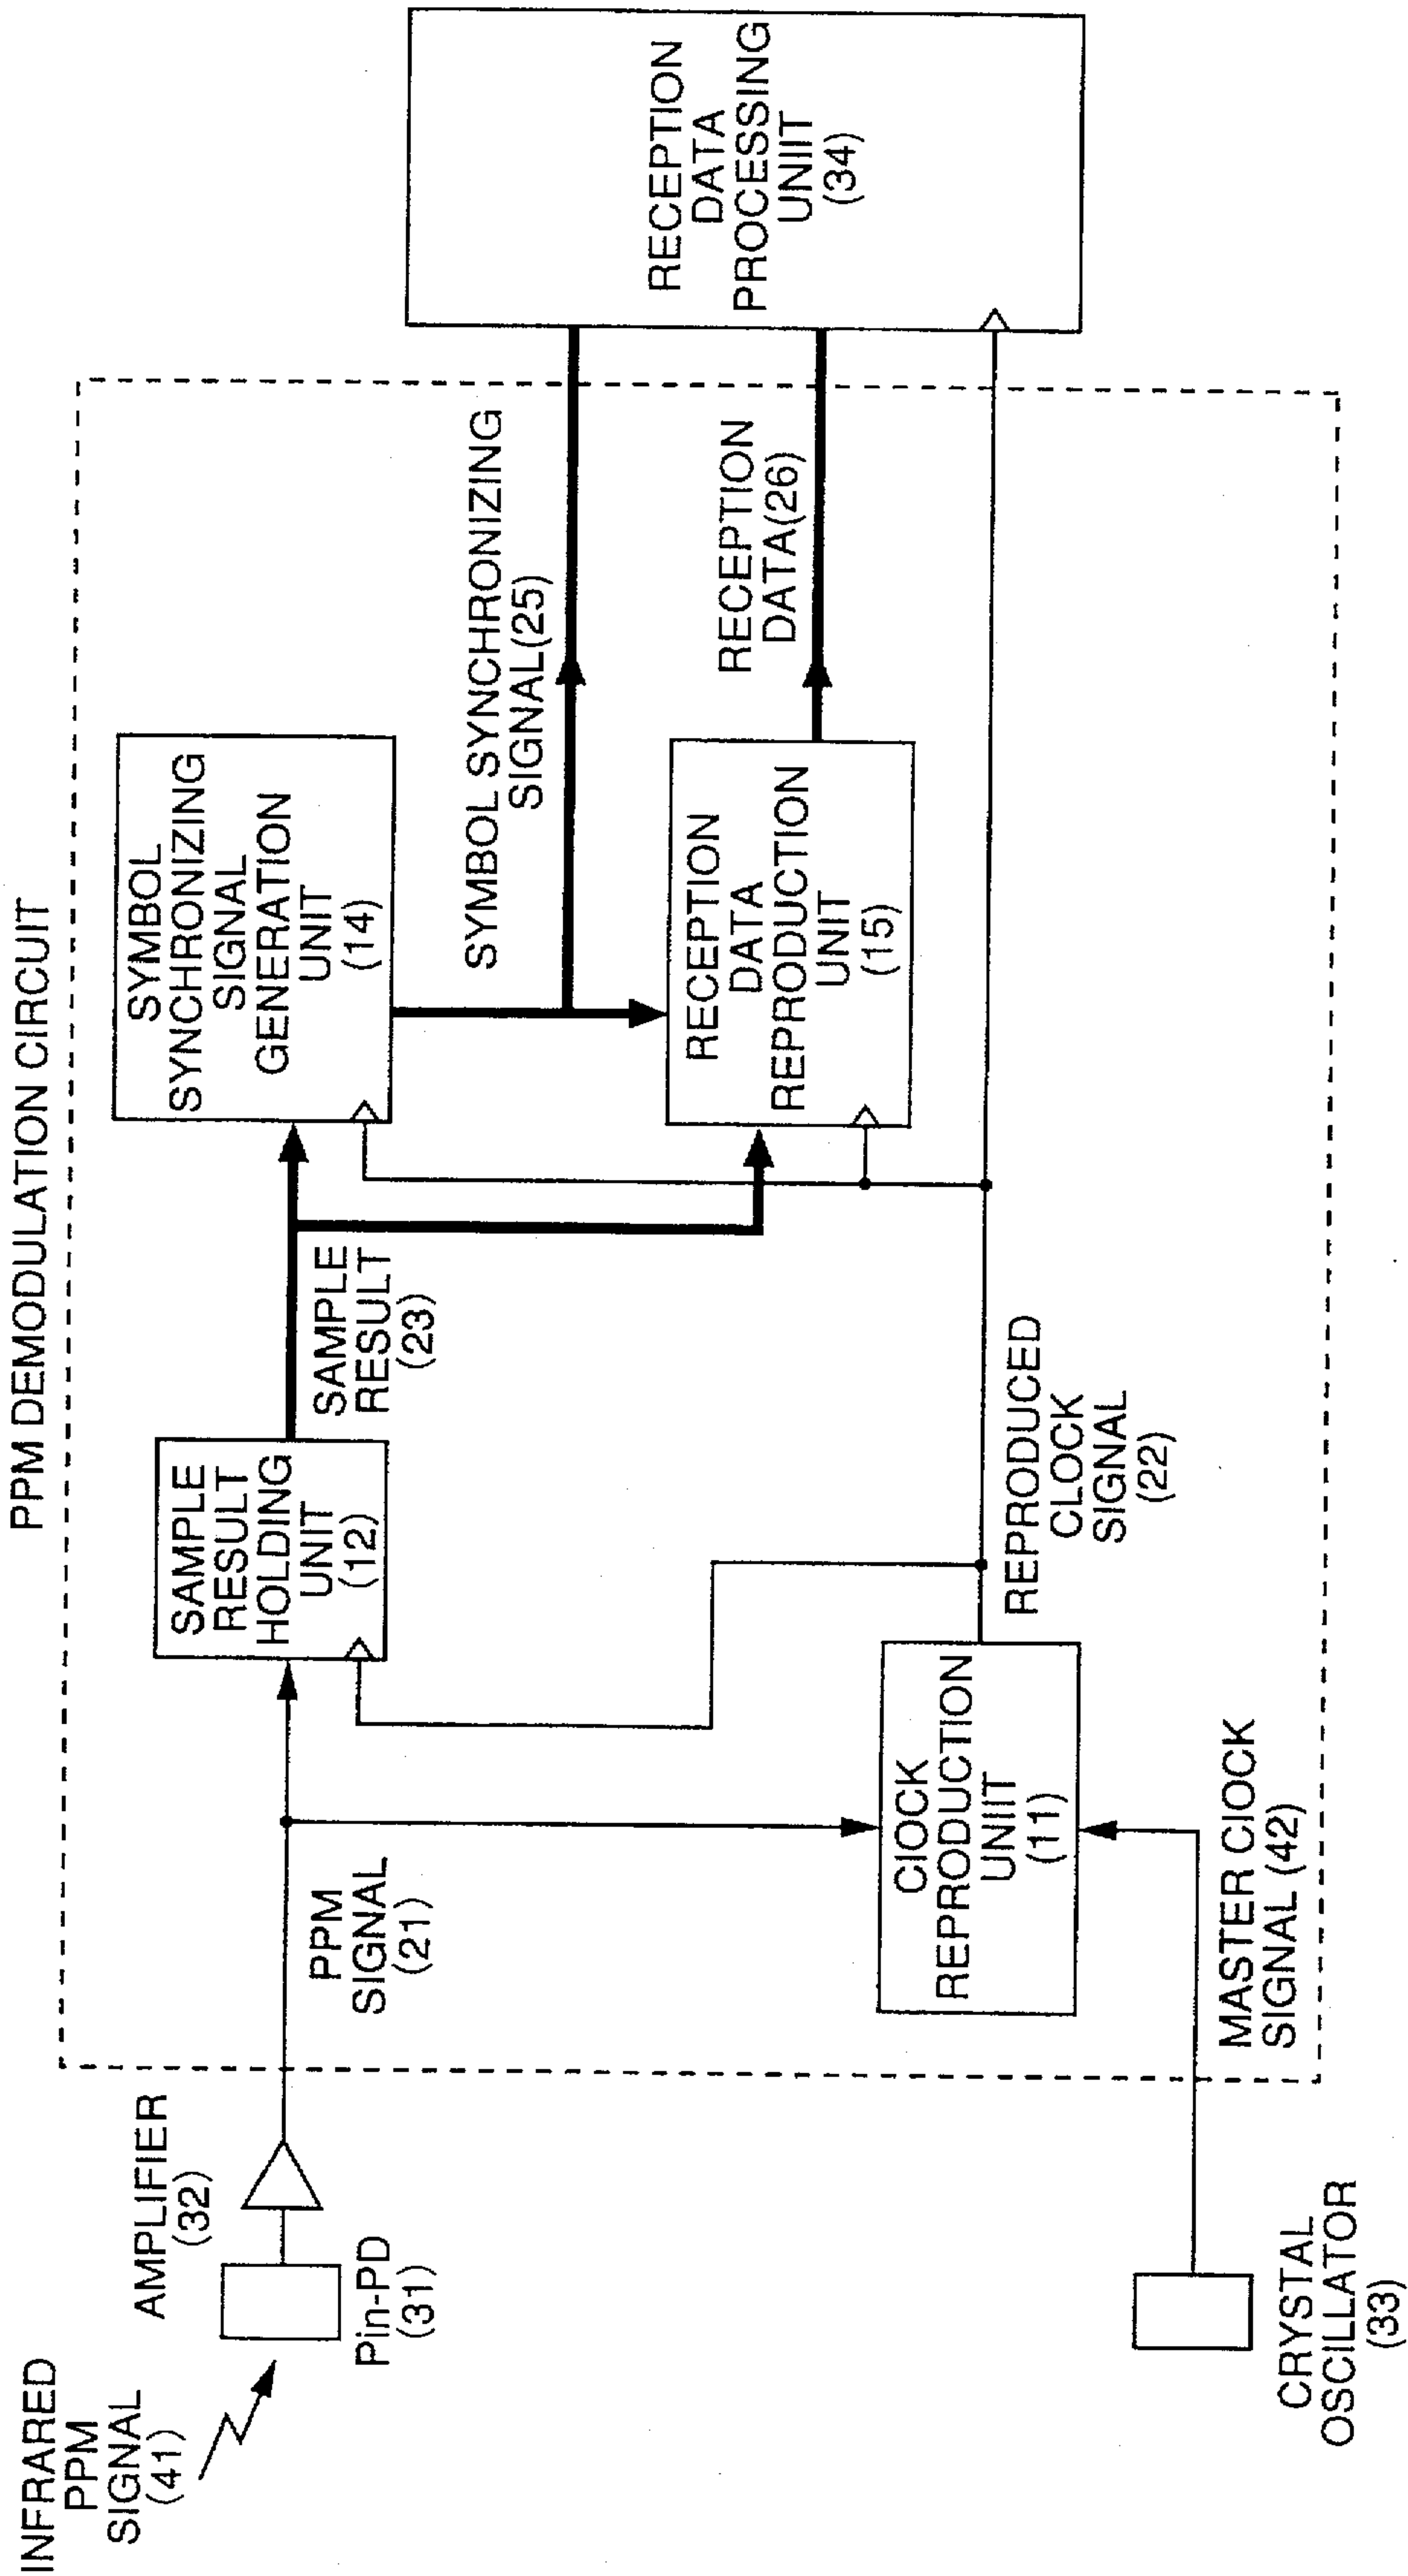 PPM DEMODULATION CIRCUIT
INFRARED
PPM
SIGNAL
(41)
AMPLIFIER
(32)
Pin-PD
(31)
PPM
SIGNAL
(21)
SAMPLE
RESULT
HOLDING
UNIT
(12)
SAMPLE
RESULT
(23)
SYMBOL
SYNCHRONIZING
SIGNAL
GENERATION
UNIT
(14)
SYMBOL SYNCHRONIZING
SIGNAL(25)
RECEPTION
DATA
REPRODUCTION
UNIT
(15)
RECEPTION
DATA(26)
RECEPTION
DATA
PROCESSING
UNIIT
(34)
CIOCK
REPRODUCTION
UNIIT
(11)
REPRODUCED
CLOCK
SIGNAL
(22)
MASTER CIOCK
SIGNAL (42)
CRYSTAL
OSCILLATOR
(33)